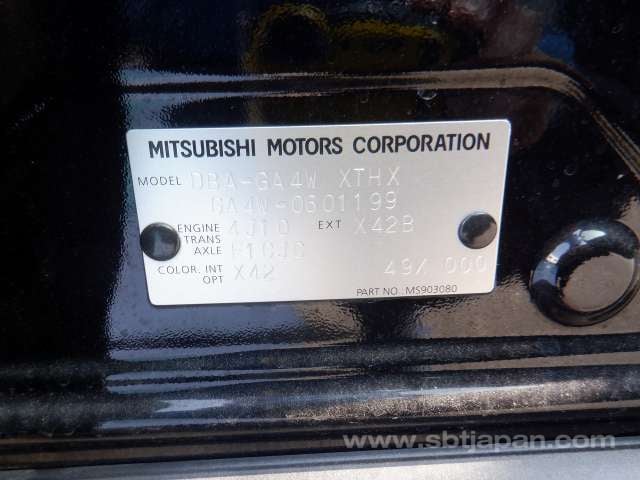 MITSUBISHI MOTORS CORPORATION
MODEL DBA-GA4W XTHX
GA4W-0601199
ENGINE 4J10 EXT X42B
TRANS
AXLE F1CJC
COLOR. INT X42 49X 000
OPT
PART NO. MS903080
www.sbtjapan.com